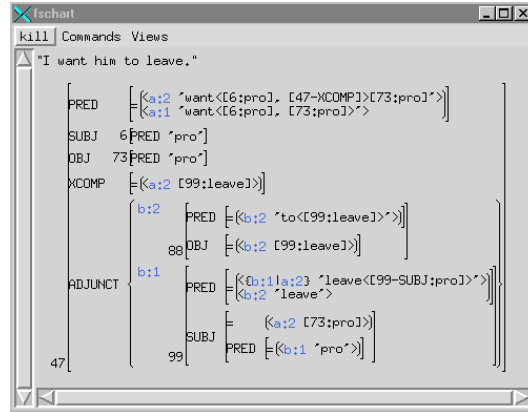 fschart
kill Commands Views
"I want him to leave."
PRED =(<a:2 'want<[6:pro], [47-XCOMP]>[73:pro]'>)
<a:1 'want<[6:pro], [73:pro]>'>
SUBJ 6[PRED 'pro']
OBJ 73[PRED 'pro']
XCOMP =(<a:2 [99:leave]>)
b:2
PRED =(<b:2 'to<[99:leave]>'>)
88 OBJ =(<b:2 [99:leave]>)
ADJUNCT
b:1
PRED =(<{b:1|a:2} 'leave<[99-SUBJ:pro]>'>)
<b:2 'leave'>
SUBJ = (<a:2 [73:pro]>)
PRED =(<b:1 'pro'>)
99
47